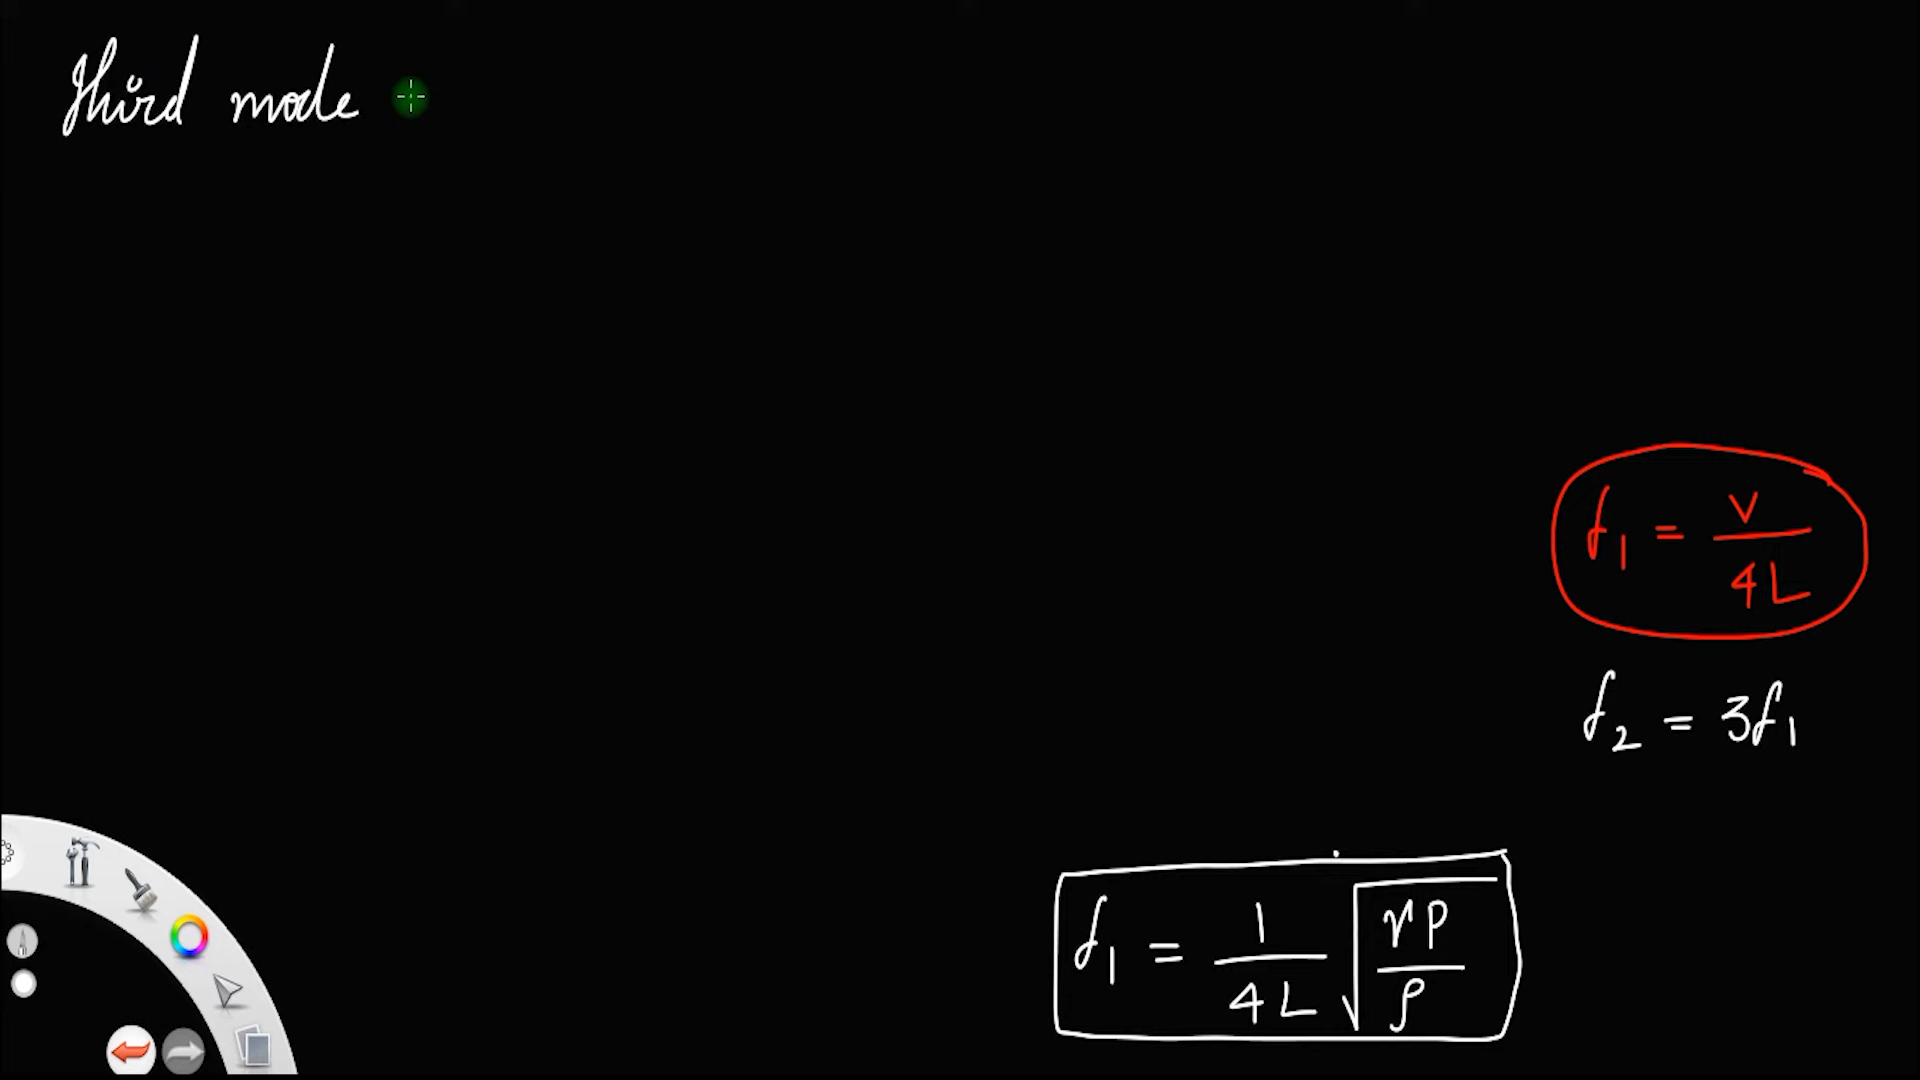 Third mode
f₁ = v/4L
f₂ = 3f₁
f₁ = 1/4L √(γP/ρ)